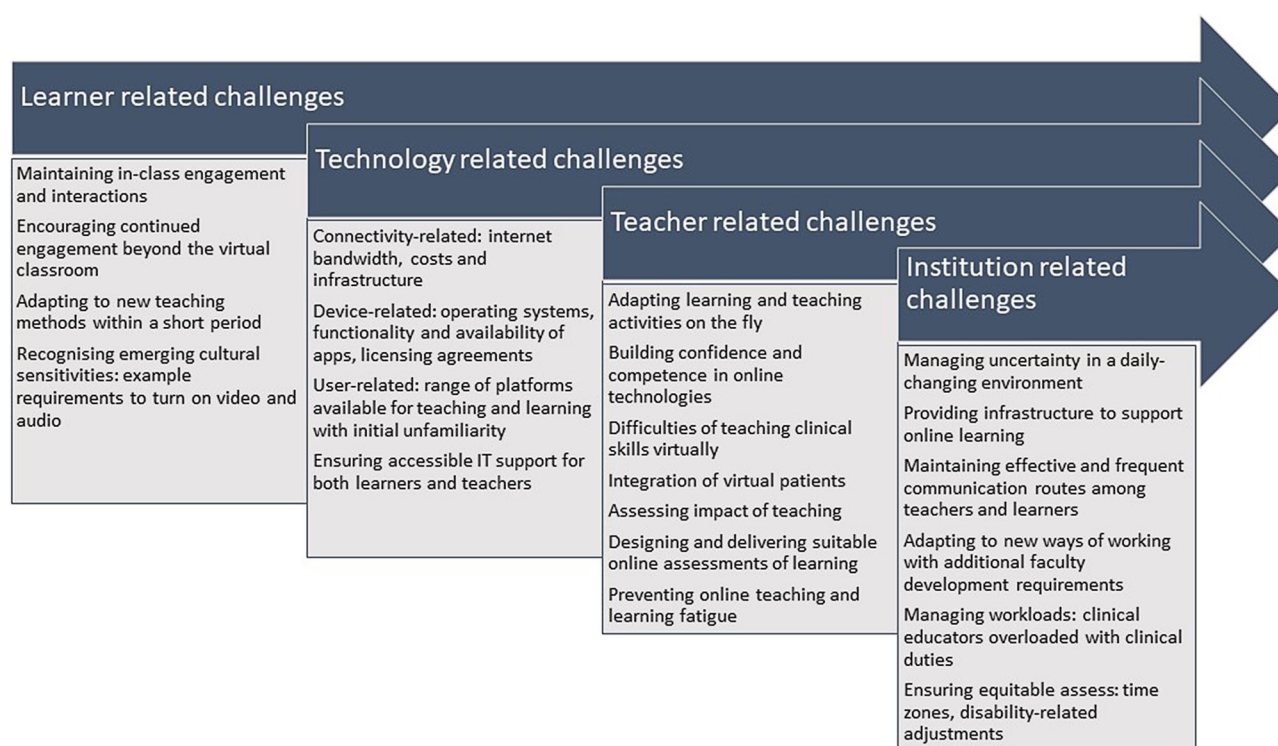 Learner related challenges
Maintaining in-class engagement
and interactions
Encouraging continued
engagement beyond the virtual
classroom
Adapting to new teaching
methods within a short period
Recognising emerging cultural
sensitivities: example
requirements to turn on video and
audio
Technology related challenges
Connectivity-related: internet
bandwidth, costs and
infrastructure
Device-related: operating systems,
functionality and availability of
apps, licensing agreements
User-related: range of platforms
available for teaching and learning
with initial unfamiliarity
Ensuring accessible IT support for
both learners and teachers
Teacher related challenges
Adapting learning and teaching
activities on the fly
Building confidence and
competence in online
technologies
Difficulties of teaching clinical
skills virtually
Integration of virtual patients
Assessing impact of teaching
Designing and delivering suitable
online assessments of learning
Preventing online teaching and
learning fatigue
Institution related
challenges
Managing uncertainty in a daily-
changing environment
Providing infrastructure to support
online learning
Maintaining effective and frequent
communication routes among
teachers and learners
Adapting to new ways of working
with additional faculty
development requirements
Managing workloads: clinical
educators overloaded with clinical
duties
Ensuring equitable assess: time
zones, disability-related
adjustments